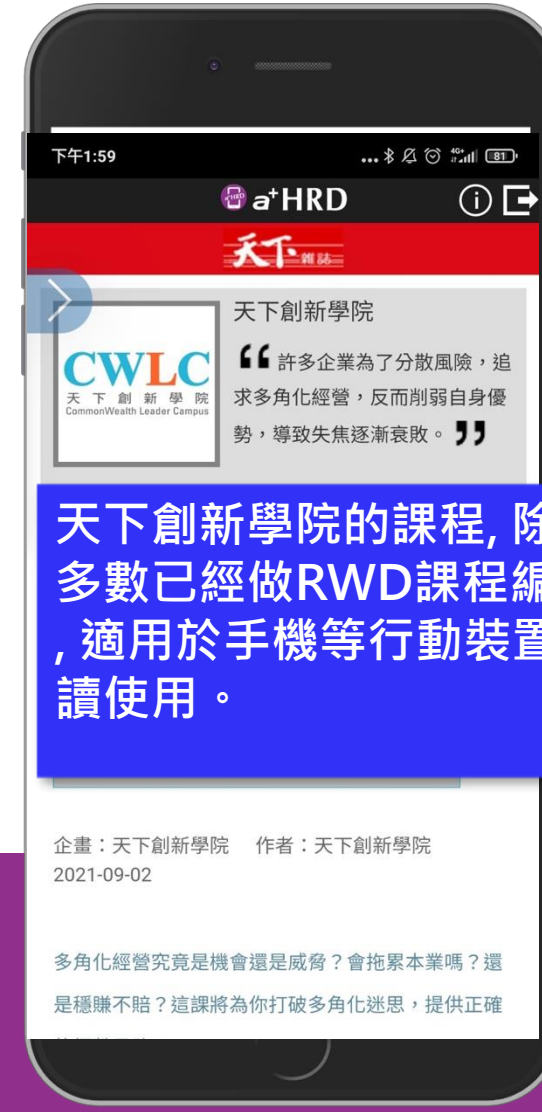 下午1:59
4G+
81
a+HRD
天下雜誌
天下創新學院
CWLC
天下創新學院
CommonWealth Leader Campus
許多企業為了分散風險，追
求多角化經營，反而削弱自身優
勢，導致失焦逐漸衰敗。
天下創新學院的課程, 除
多數已經做RWD課程編
, 適用於手機等行動裝置
讀使用。
企畫：天下創新學院 作者：天下創新學院
2021-09-02
多角化經營究竟是機會還是威脅？會拖累本業嗎？還
是穩賺不賠？這課將為你打破多角化迷思，提供正確